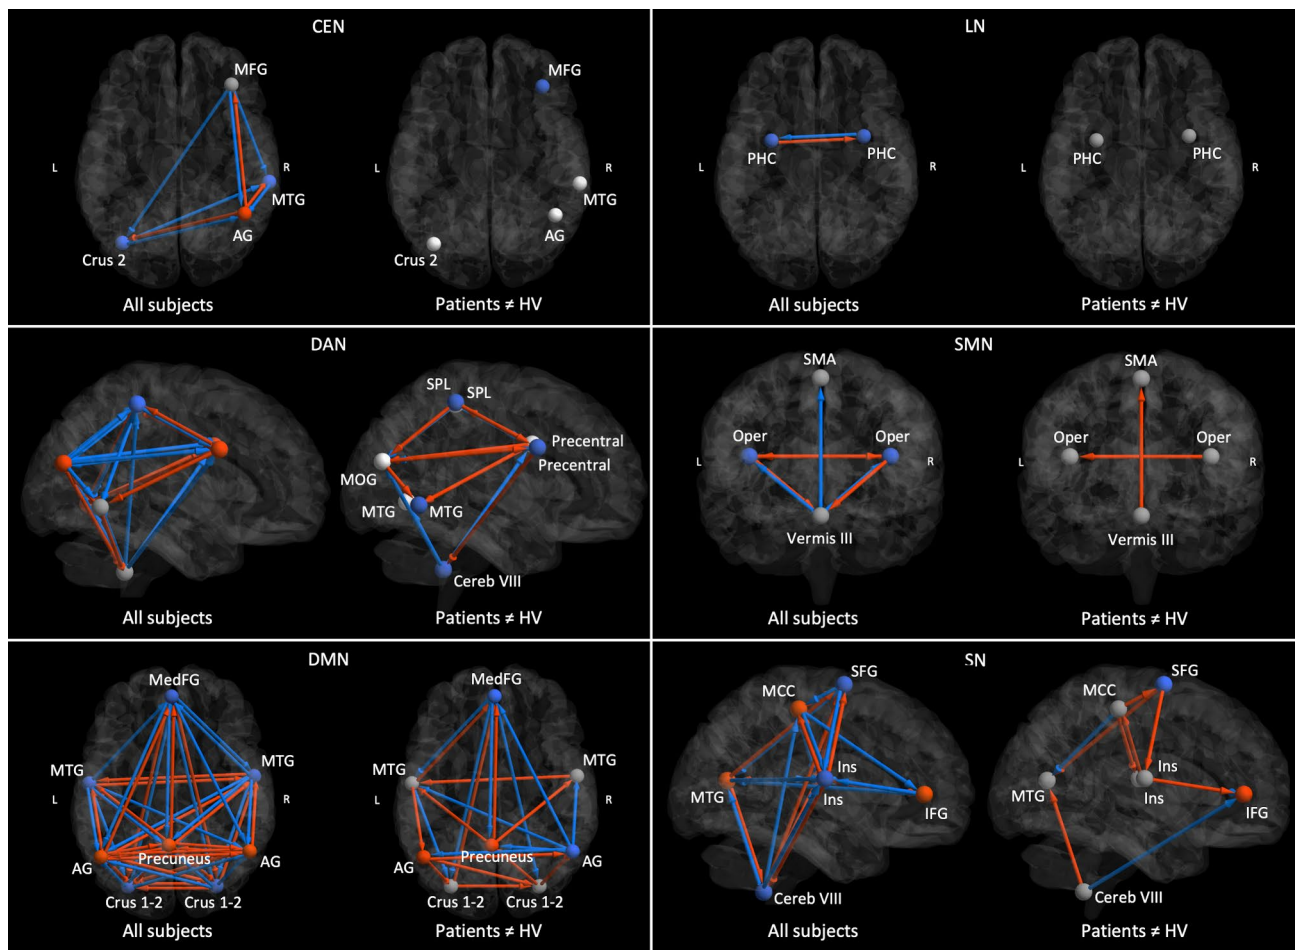 CEN
MFG
MFG
L
R
L
R
MTG
MTG
AG
AG
Crus 2
Crus 2
All subjects
Patients ≠ HV
LN
L
PHC
PHC
R
L
PHC
PHC
R
All subjects
Patients ≠ HV
DAN
SPL
SPL
Precentral
Precentral
MOG
MTG
MTG
Cereb VIII
All subjects
Patients ≠ HV
SMN
SMA
SMA
Oper
Oper
Oper
Oper
L
R
L
R
Vermis III
Vermis III
All subjects
Patients ≠ HV
DMN
MedFG
MedFG
MTG
MTG
MTG
MTG
L
R
L
R
AG
Precuneus
AG
AG
Precuneus
AG
Crus 1-2
Crus 1-2
Crus 1-2
Crus 1-2
All subjects
Patients ≠ HV
SN
SFG
SFG
MCC
MCC
Ins
Ins
MTG
Ins
IFG
MTG
Ins
IFG
Cereb VIII
Cereb VIII
All subjects
Patients ≠ HV